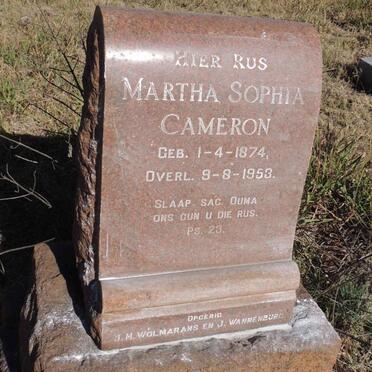 HIER RUS
MARTHA SOPHIA
CAMERON
GEB. 1-4-1874,
OVERL. 9-8-1953.
SLAAP SAG OUMA
ONS GUN U DIE RUS.
PS. 23.
OPGERIG
J.M. WOLMARANS EN J. WANNENBURG